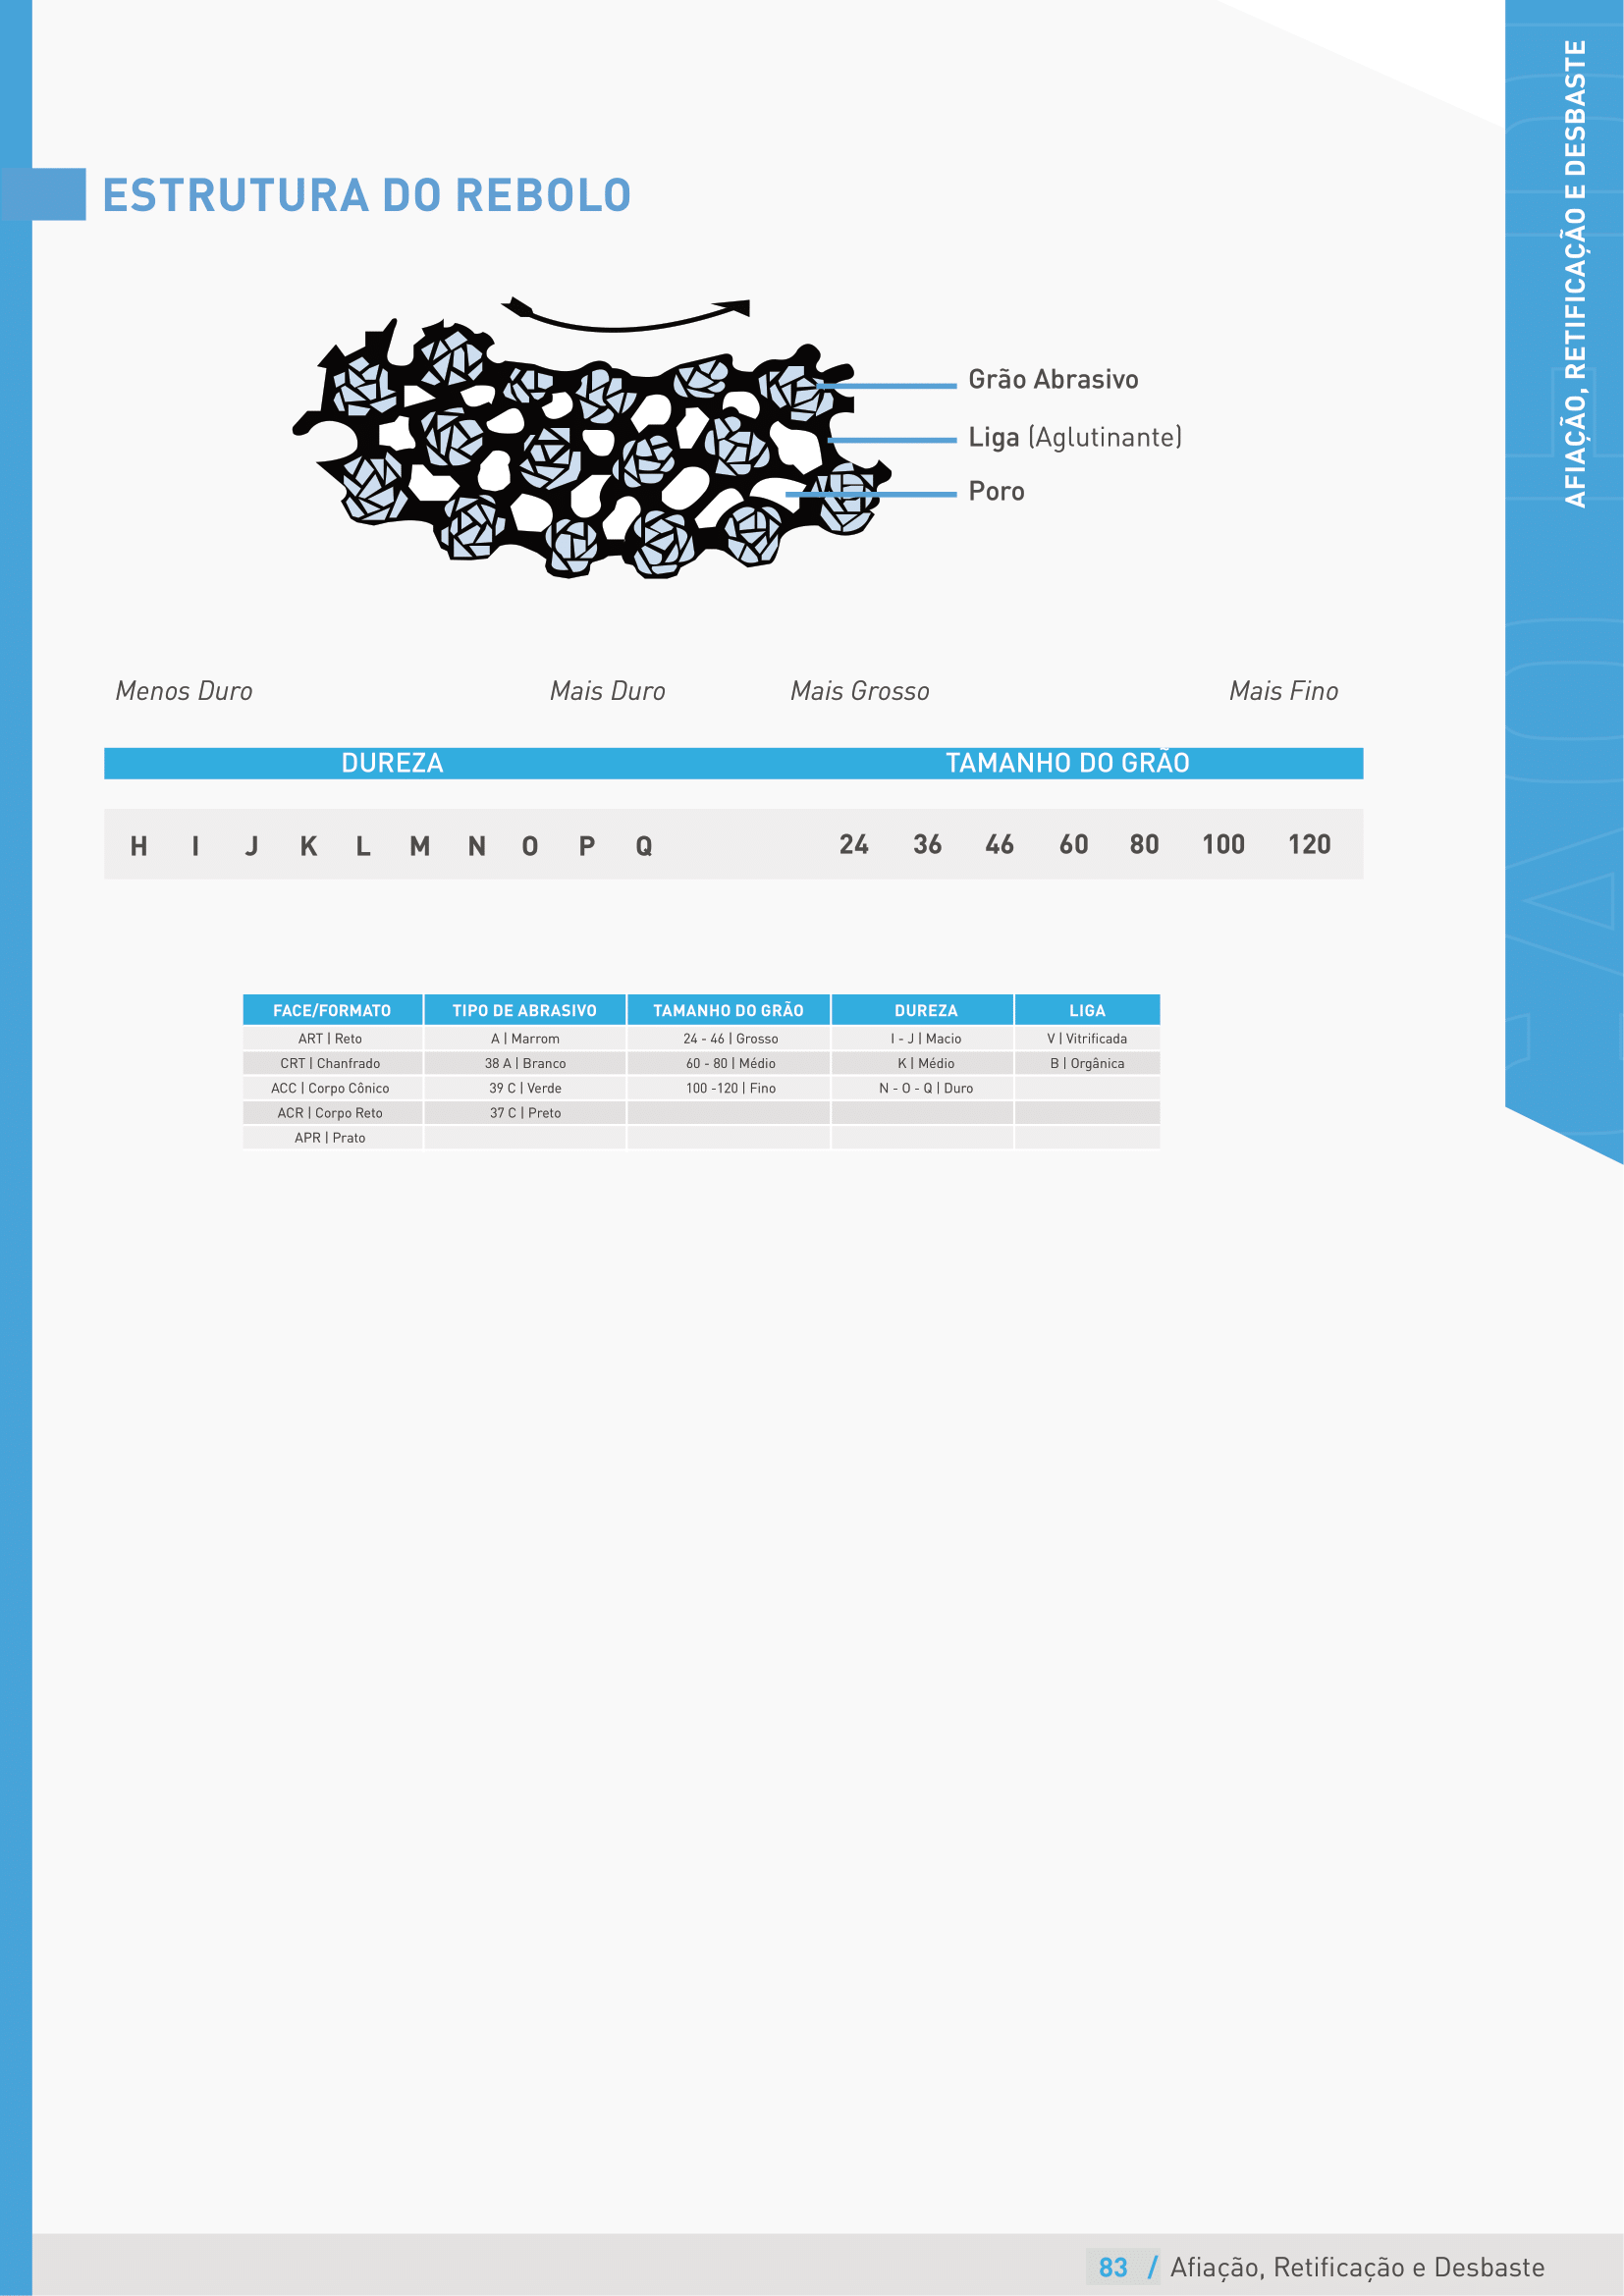 AFIAÇÃO, RETIFICAÇÃO E DESBASTE
ESTRUTURA DO REBOLO
Grão Abrasivo
Liga (Aglutinante)
Poro
Menos Duro Mais Duro Mais Grosso Mais Fino
DUREZA TAMANHO DO GRÃO
H I J K L M N O P Q 24 36 46 60 80 100 120
FACE/FORMATO TIPO DE ABRASIVO TAMANHO DO GRÃO DUREZA LIGA
ART | Reto A | Marrom 24 - 46 | Grosso I - J | Macio V | Vitrificada
CRT | Chanfrado 38 A | Branco 60 - 80 | Médio K | Médio B | Orgânica
ACC | Corpo Cônico 39 C | Verde 100 -120 | Fino N - O - Q | Duro
ACR | Corpo Reto 37 C | Preto
APR | Prato
83 / Afiação, Retificação e Desbaste